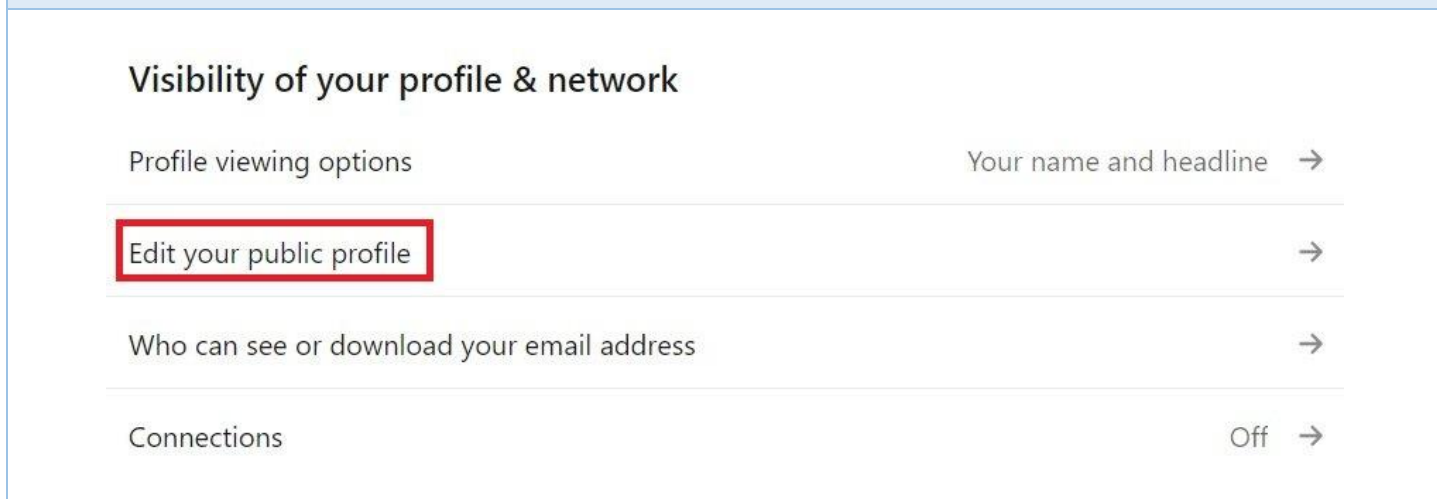 Visibility of your profile & network
Profile viewing options Your name and headline →
Edit your public profile →
Who can see or download your email address →
Connections Off →